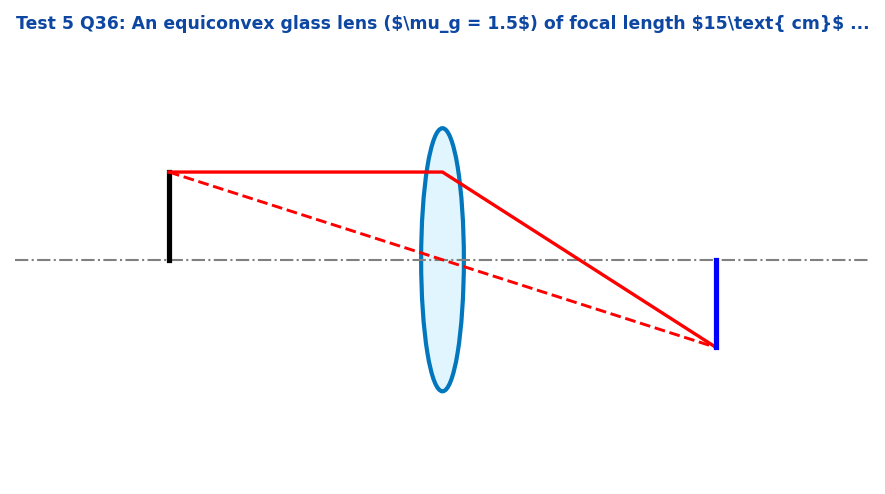 Test 5 Q36: An equiconvex glass lens ($\mu_g = 1.5$) of focal length $15\text{ cm}$ ...